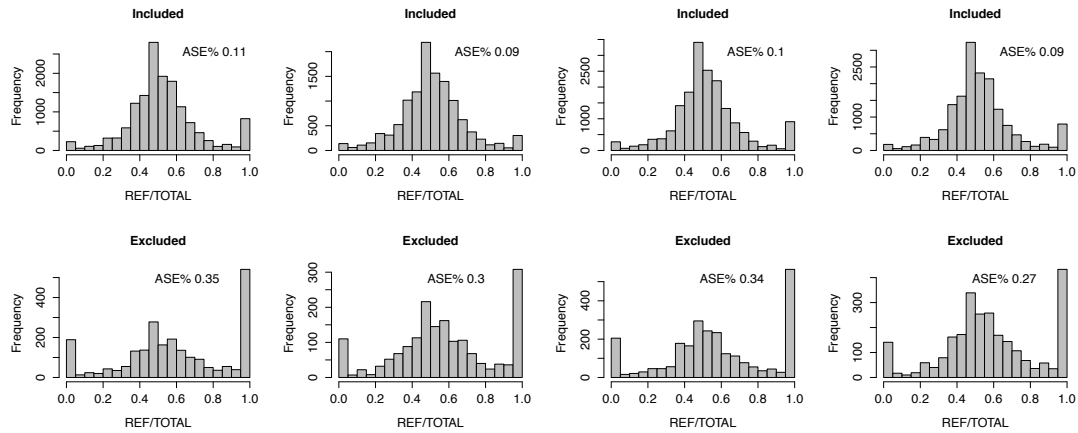 Included
ASE% 0.11
Frequency
0 1000 2000
0.0 0.2 0.4 0.6 0.8 1.0
REF/TOTAL
Included
ASE% 0.09
Frequency
0 500 1500
0.0 0.2 0.4 0.6 0.8 1.0
REF/TOTAL
Included
ASE% 0.1
Frequency
0 1000 2500
0.0 0.2 0.4 0.6 0.8 1.0
REF/TOTAL
Included
ASE% 0.09
Frequency
0 1000 2500
0.0 0.2 0.4 0.6 0.8 1.0
REF/TOTAL
Excluded
ASE% 0.35
Frequency
0 200 400
0.0 0.2 0.4 0.6 0.8 1.0
REF/TOTAL
Excluded
ASE% 0.3
Frequency
0 100 200 300
0.0 0.2 0.4 0.6 0.8 1.0
REF/TOTAL
Excluded
ASE% 0.34
Frequency
0 200 400
0.0 0.2 0.4 0.6 0.8 1.0
REF/TOTAL
Excluded
ASE% 0.27
Frequency
0 100 300
0.0 0.2 0.4 0.6 0.8 1.0
REF/TOTAL